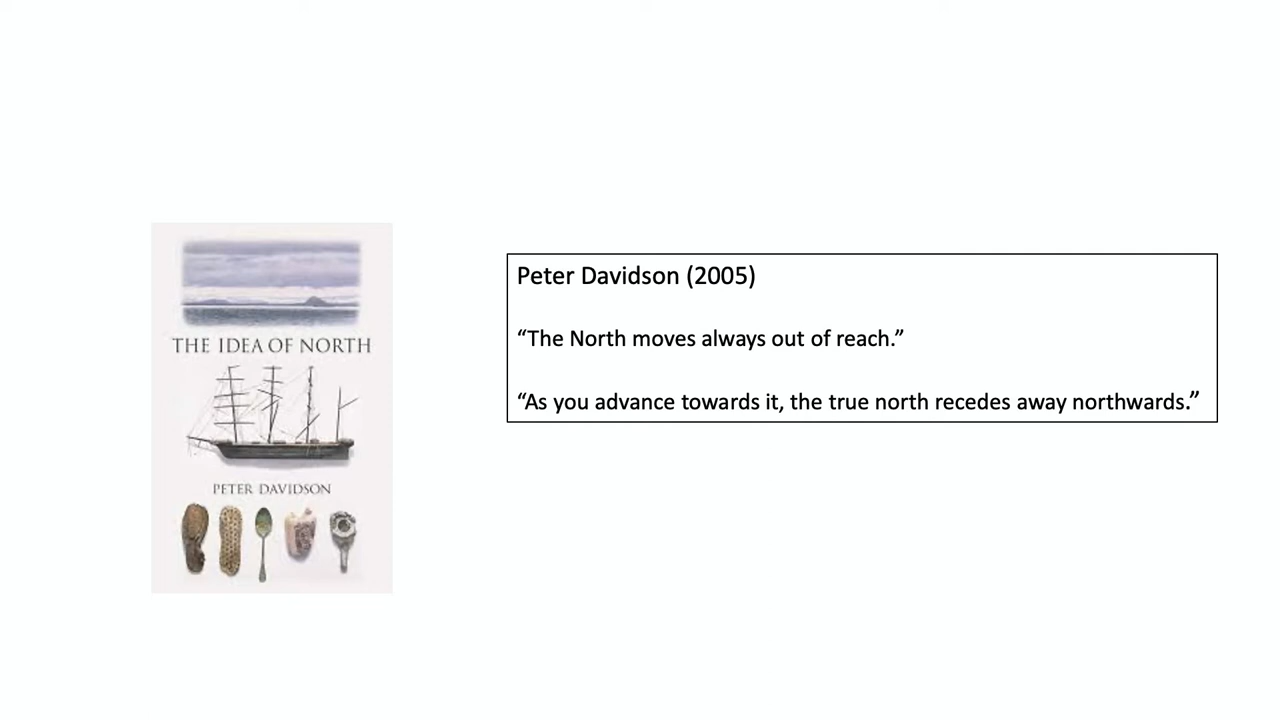 THE IDEA OF NORTH
PETER DAVIDSON
Peter Davidson (2005)
“The North moves always out of reach.”
“As you advance towards it, the true north recedes away northwards.”